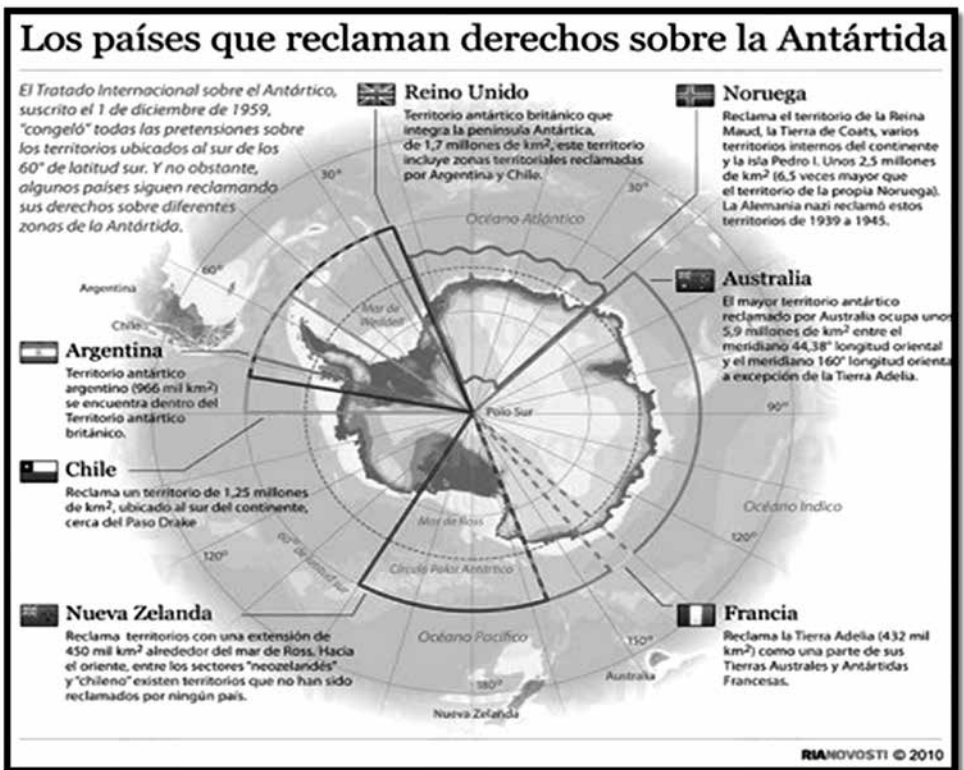 Los países que reclaman derechos sobre la Antártida
El Tratado Internacional sobre el Antártico,
suscrito el 1 de diciembre de 1959,
"congeló" todas las pretensiones sobre
los territorios ubicados al sur de los
60° de latitud sur. Y no obstante,
algunos países siguen reclamando
sus derechos sobre diferentes
zonas de la Antártida.
Reino Unido
Territorio antártico británico que
integra la península Antártica,
de 1,7 millones de km², este territorio
incluye zonas territoriales reclamadas
por Argentina y Chile.
Noruega
Reclama el territorio de la Reina
Maud, la Tierra de Coats, varios
territorios internos del continente
y la isla Pedro I. Unos 2,5 millones
de km² (6,5 veces mayor que
el territorio de la propia Noruega).
La Alemania nazi reclamó estos
territorios de 1939 a 1945.
30°
30°
Océano Atlántico
60°
Argentina
Chile
Mar de
Weddell
Australia
El mayor territorio antártico
reclamado por Australia ocupa unos
5,9 millones de km² entre el
meridiano 44,38° longitud oriental
y el meridiano 160° longitud orienta
a excepción de la Tierra Adelia.
Argentina
Territorio antártico
argentino (966 mil km²)
se encuentra dentro del
Territorio antártico
británico.
Polo Sur
90°
Chile
Reclama un territorio de 1,25 millones
de km², ubicado al sur del continente,
cerca del Paso Drake
Océano Indico
Mar de Ross
120°
120°
60° de latitud sur
Círculo Polar Antártico
Nueva Zelanda
Reclama territorios con una extensión de
450 mil km² alrededor del mar de Ross. Hacia
el oriente, entre los sectores "neozelandés"
y "chileno" existen territorios que no han sido
reclamados por ningún país.
Océano Pacífico
150°
Australia
180°
Nueva Zelanda
Francia
Reclama la Tierra Adelia (432 mil
km²) como una parte de sus
Tierras Australes y Antártidas
Francesas.
RIANOVOSTI © 2010